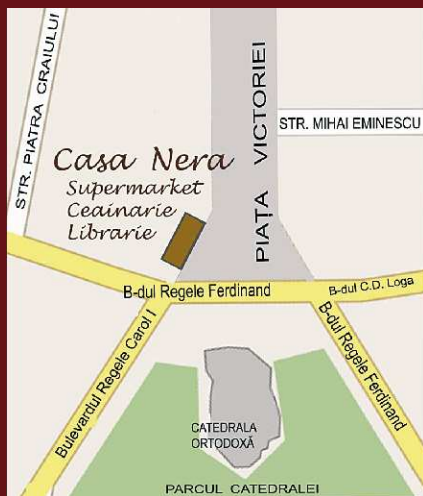 STR. PIATRA CRAIULUI
PIAȚA VICTORIEI
STR. MIHAI EMINESCU
Casa Nera
Supermarket
Ceainarie
Librarie
B-dul Regele Ferdinand
B-dul C.D. Loga
Bulevardul Regele Carol I
B-dul Regele Ferdinand
CATEDRALA
ORTODOXĂ
PARCUL CATEDRALEI